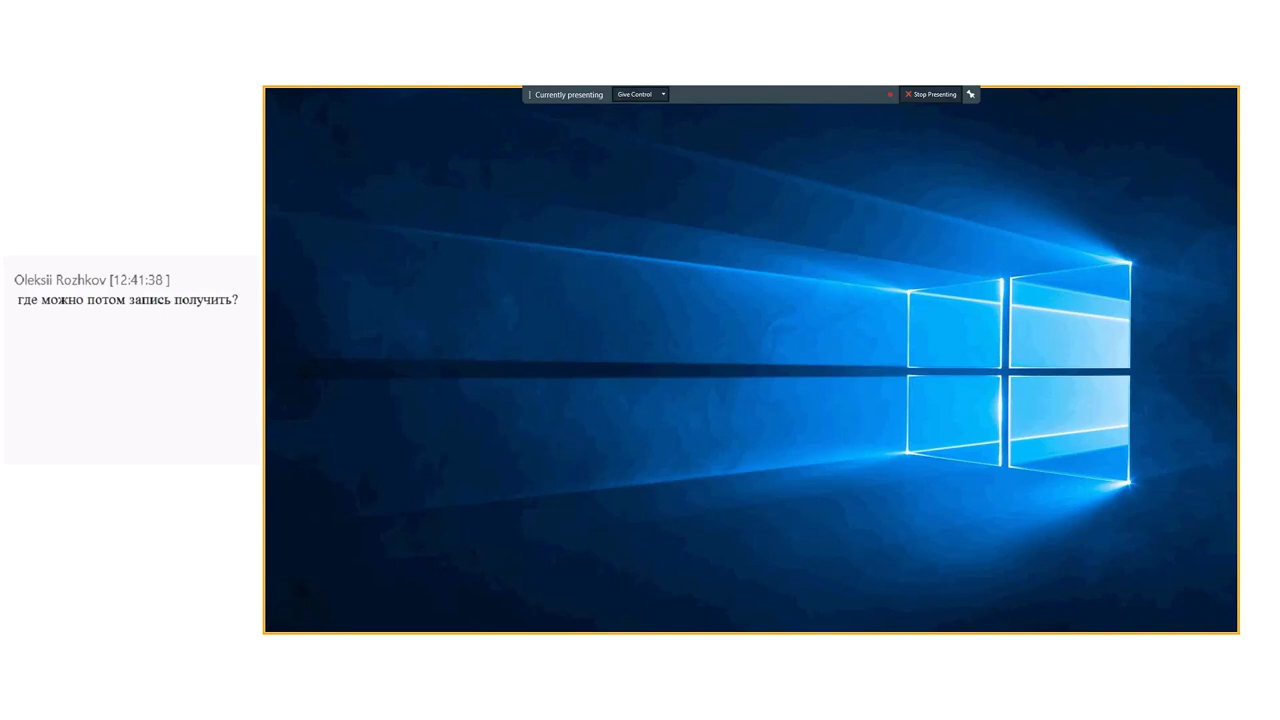 Currently presenting
Give Control
Stop Presenting
Oleksii Rozhkov [12:41:38 ]
где можно потом запись получить?